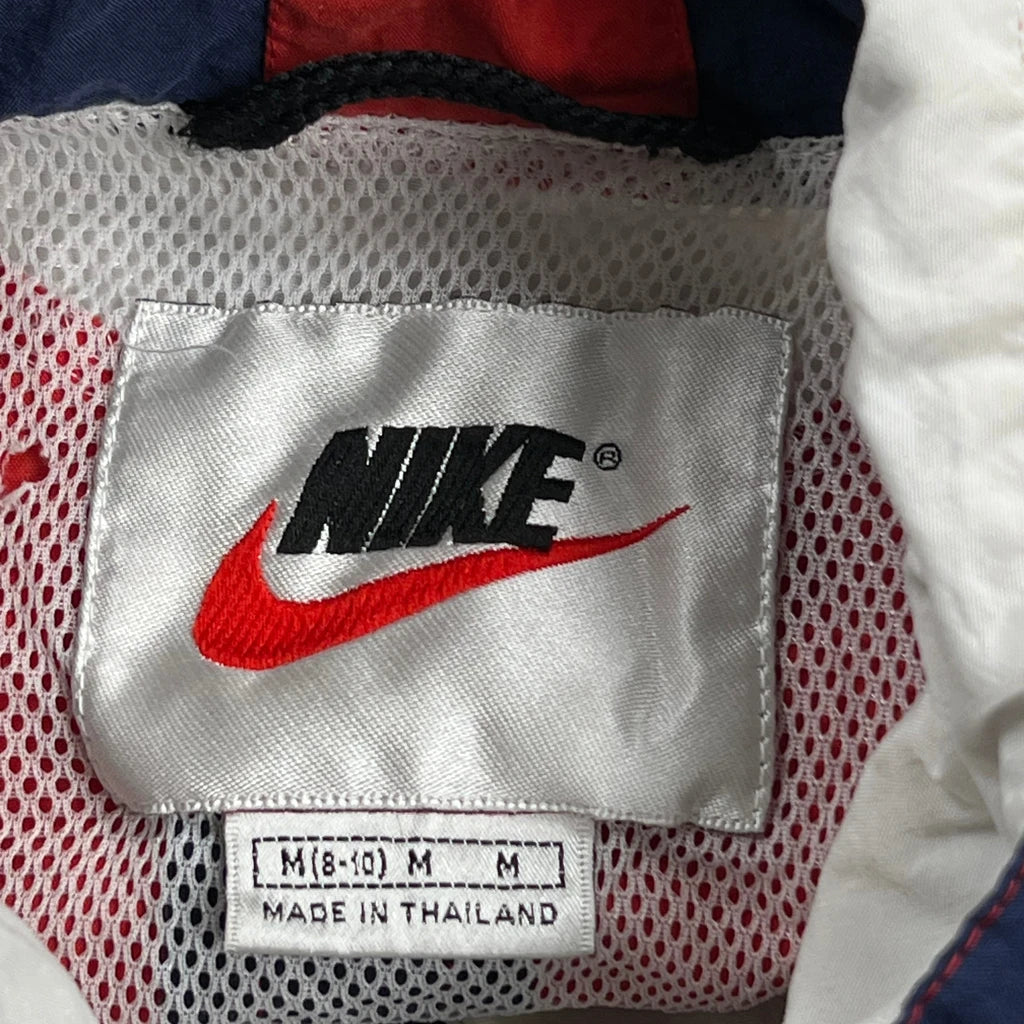 NIKE®
M(8-10) M M
MADE IN THAILAND